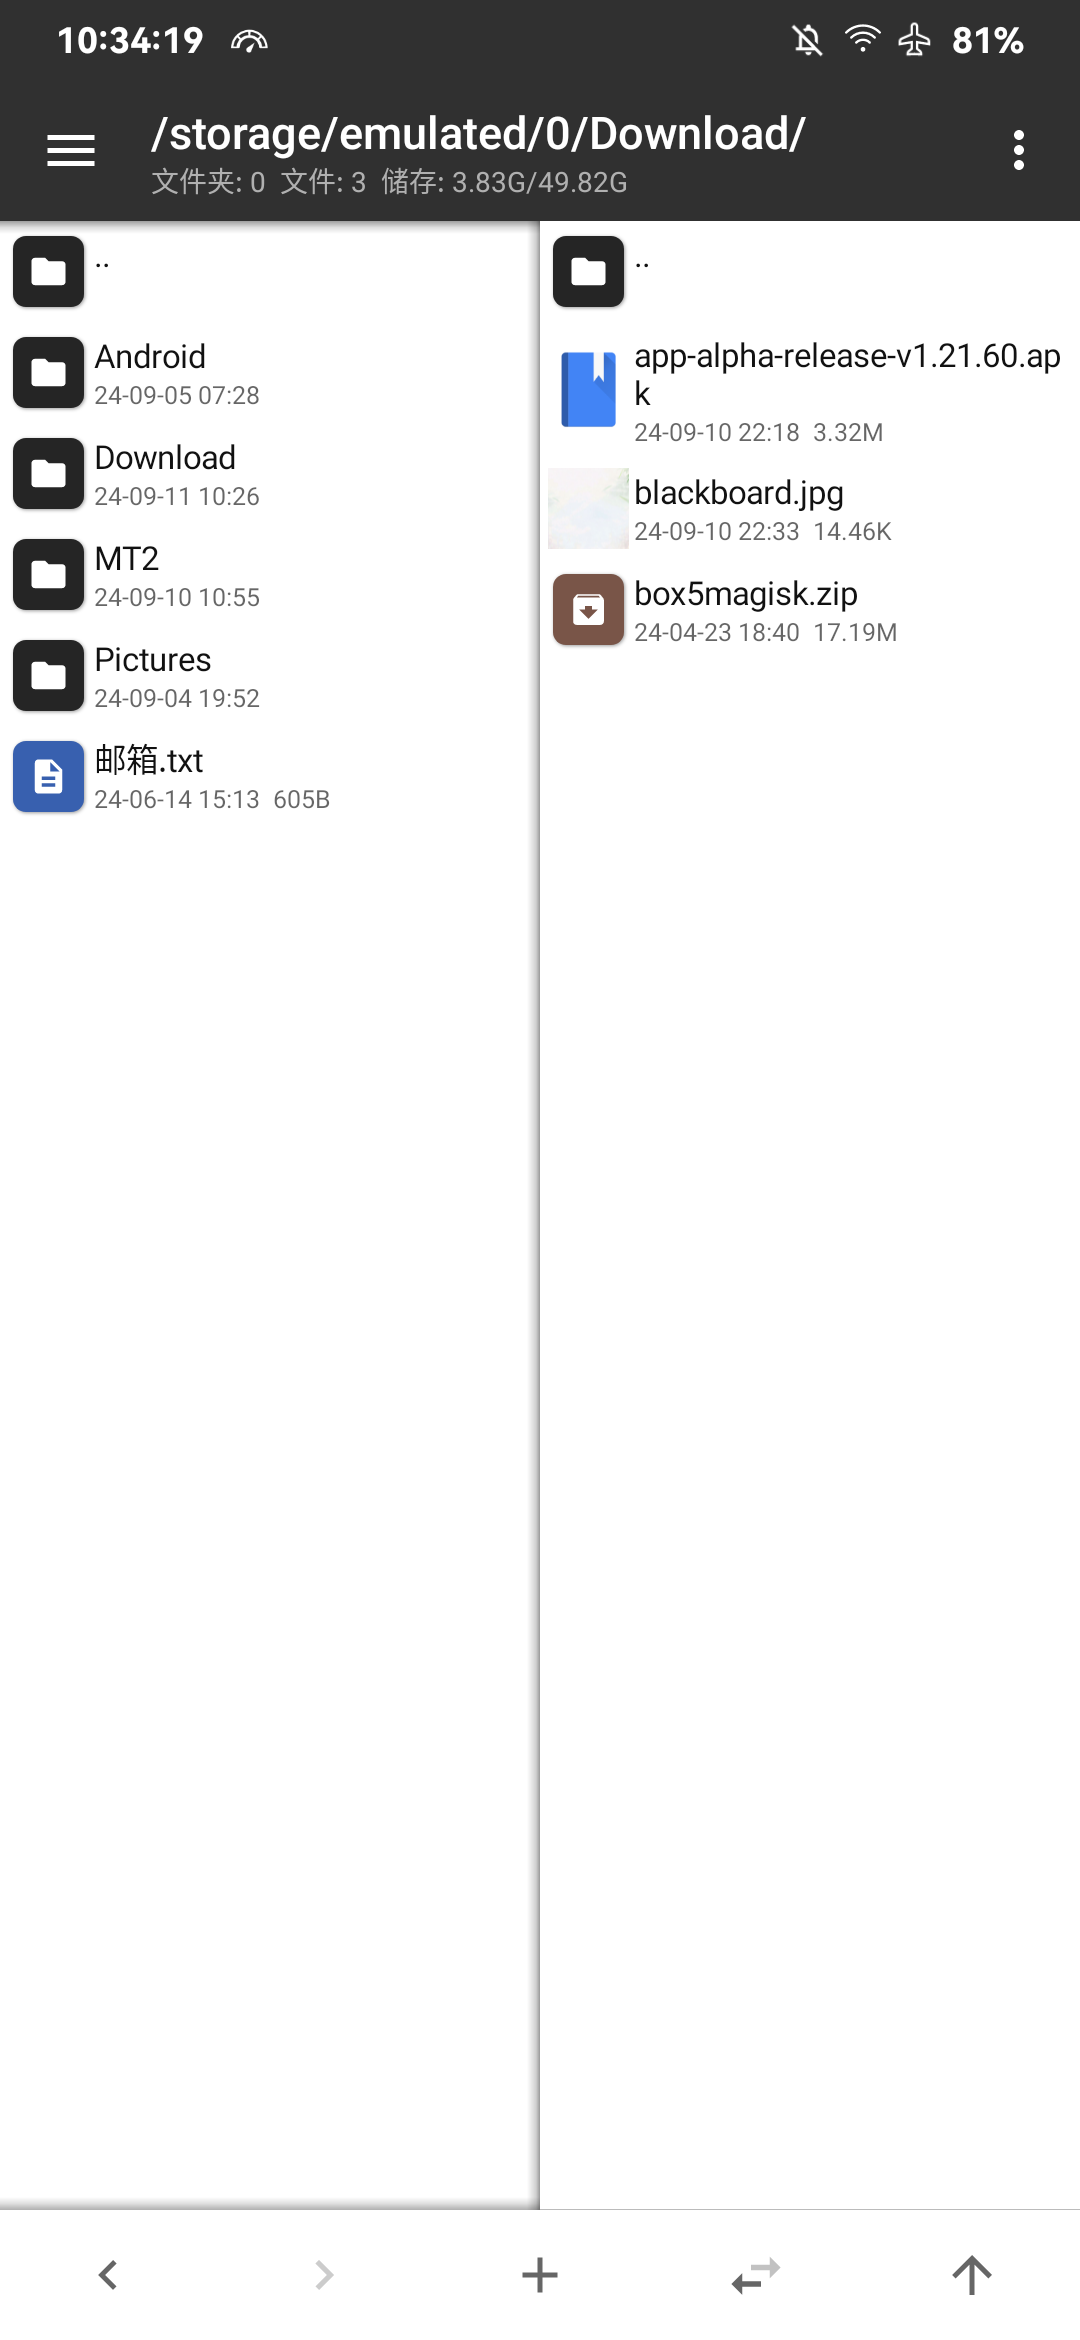 10:34:19
81%
/storage/emulated/0/Download/
文件夹: 0  文件: 3  储存: 3.83G/49.82G
..
Android
24-09-05 07:28
Download
24-09-11 10:26
MT2
24-09-10 10:55
Pictures
24-09-04 19:52
邮箱.txt
24-06-14 15:13  605B
..
app-alpha-release-v1.21.60.ap
k
24-09-10 22:18  3.32M
blackboard.jpg
24-09-10 22:33  14.46K
box5magisk.zip
24-04-23 18:40  17.19M